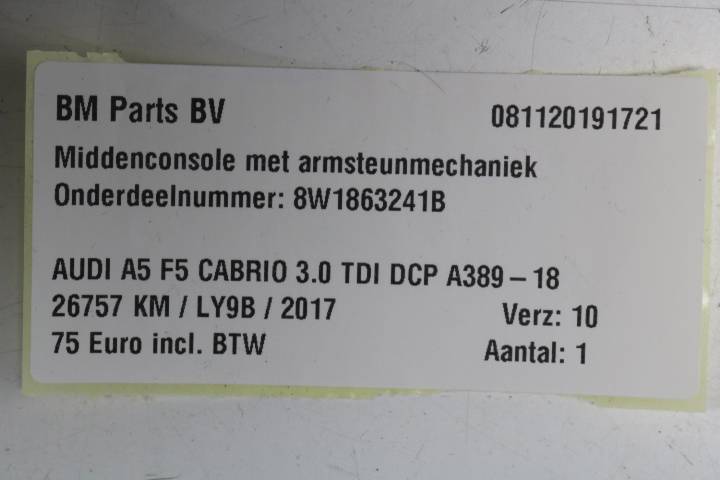 BM Parts BV 081120191721
Middenconsole met armsteunmechaniek
Onderdeelnummer: 8W1863241B
AUDI A5 F5 CABRIO 3.0 TDI DCP A389 – 18
26757 KM / LY9B / 2017 Verz: 10
75 Euro incl. BTW Aantal: 1